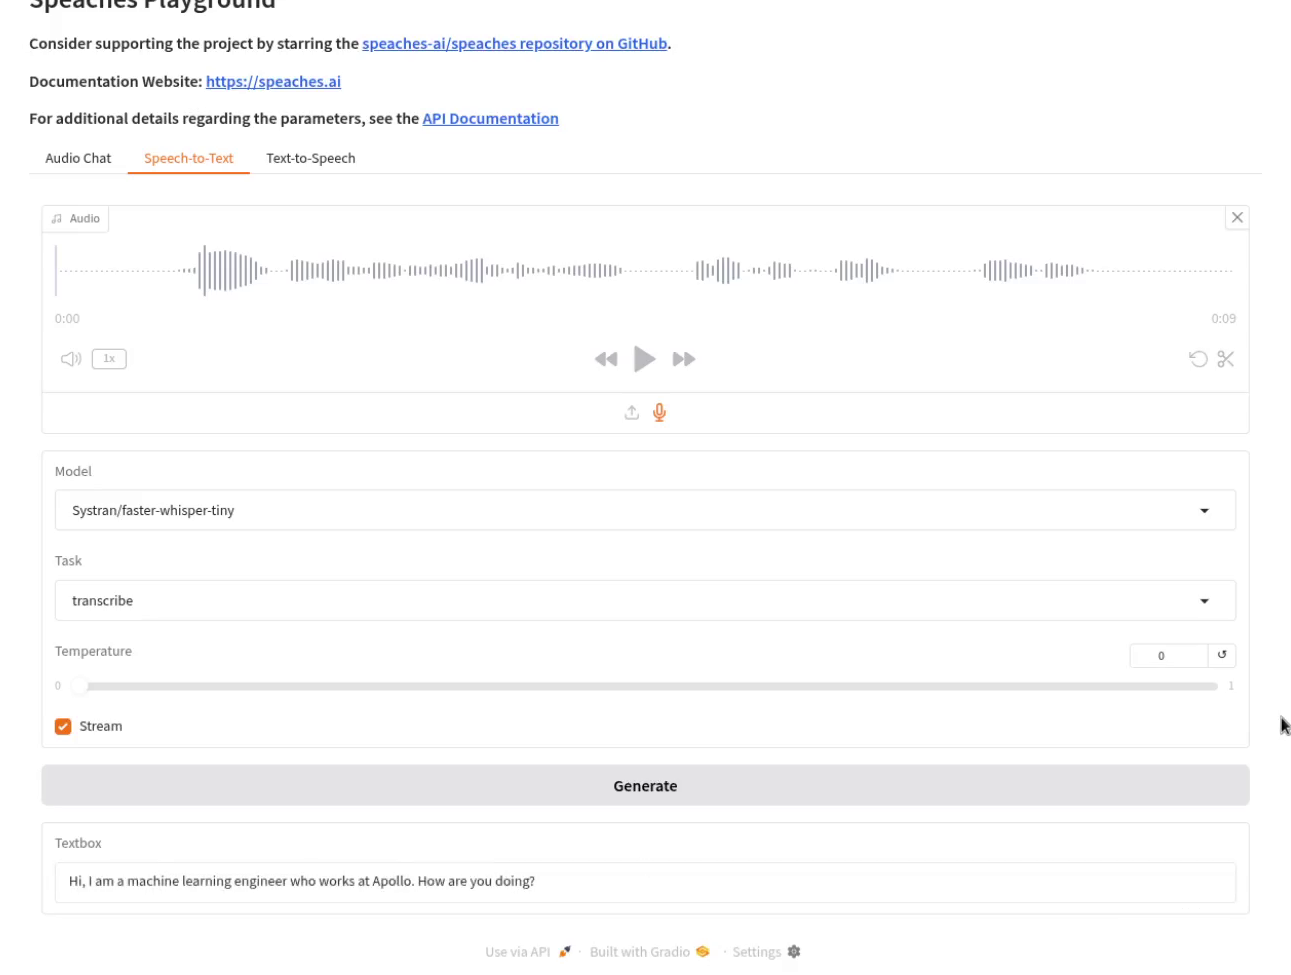 Speaches Playground
Consider supporting the project by starring the speaches-ai/speaches repository on GitHub.
Documentation Website: https://speaches.ai
For additional details regarding the parameters, see the API Documentation
Audio Chat Speech-to-Text Text-to-Speech
Audio
0:00 0:09
1x
Model
Systran/faster-whisper-tiny
Task
transcribe
Temperature 0
0 1
Stream
Generate
Textbox
Hi, I am a machine learning engineer who works at Apollo. How are you doing?
Use via API · Built with Gradio · Settings